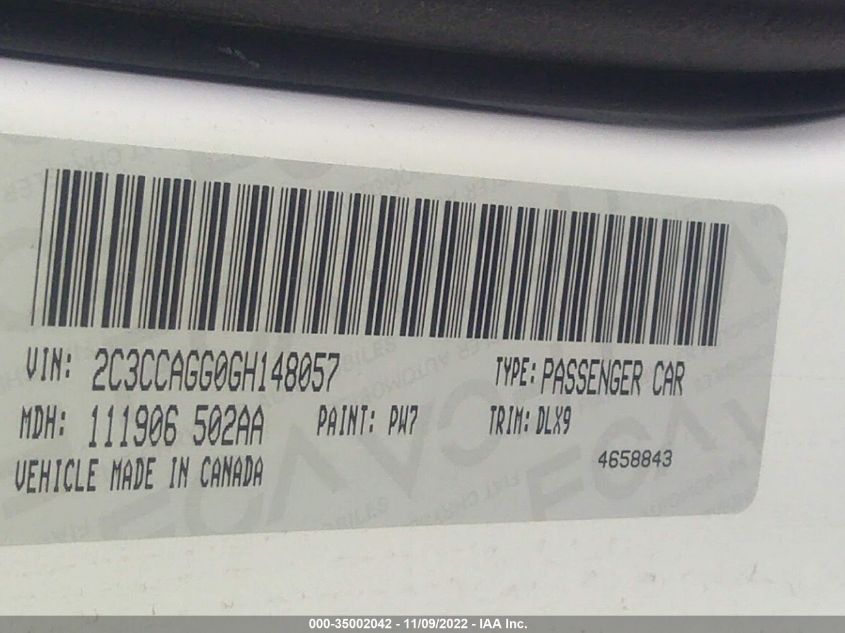 VIN: 2C3CCAGG0GH148057 TYPE: PASSENGER CAR
MDH: 111906 502AA PAINT: PW7 TRIM: DLX9
VEHICLE MADE IN CANADA 4658843
000-35002042 - 11/09/2022 - IAA Inc.